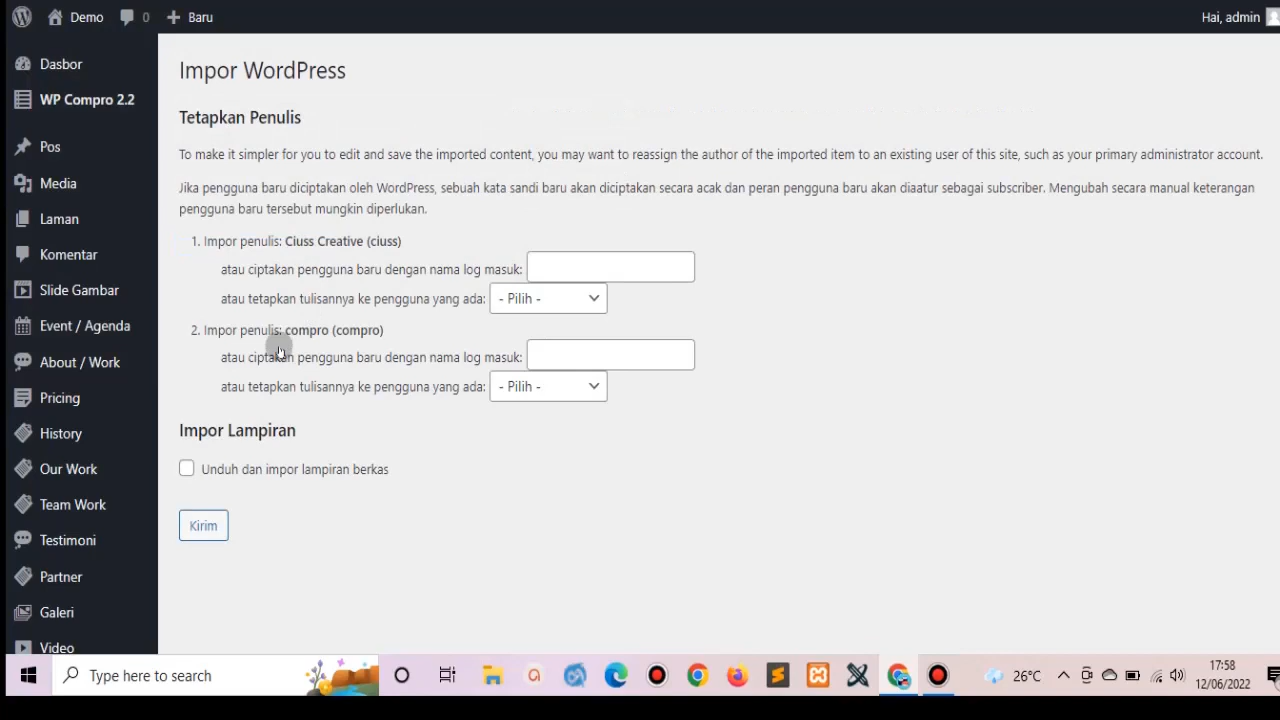 Demo
0
Baru
Hai, admin
Dasbor
WP Compro 2.2
Pos
Media
Laman
Komentar
Slide Gambar
Event / Agenda
About / Work
Pricing
History
Our Work
Team Work
Testimoni
Partner
Galeri
Video
Impor WordPress
Tetapkan Penulis
To make it simpler for you to edit and save the imported content, you may want to reassign the author of the imported item to an existing user of this site, such as your primary administrator account.
Jika pengguna baru diciptakan oleh WordPress, sebuah kata sandi baru akan diciptakan secara acak dan peran pengguna baru akan diaatur sebagai subscriber. Mengubah secara manual keterangan
pengguna baru tersebut mungkin diperlukan.
1. Impor penulis: Ciuss Creative (ciuss)
atau ciptakan pengguna baru dengan nama log masuk:
atau tetapkan tulisannya ke pengguna yang ada: - Pilih -
2. Impor penulis: compro (compro)
atau ciptakan pengguna baru dengan nama log masuk:
atau tetapkan tulisannya ke pengguna yang ada: - Pilih -
Impor Lampiran
Unduh dan impor lampiran berkas
Kirim
Type here to search
26°C
17:58
12/06/2022